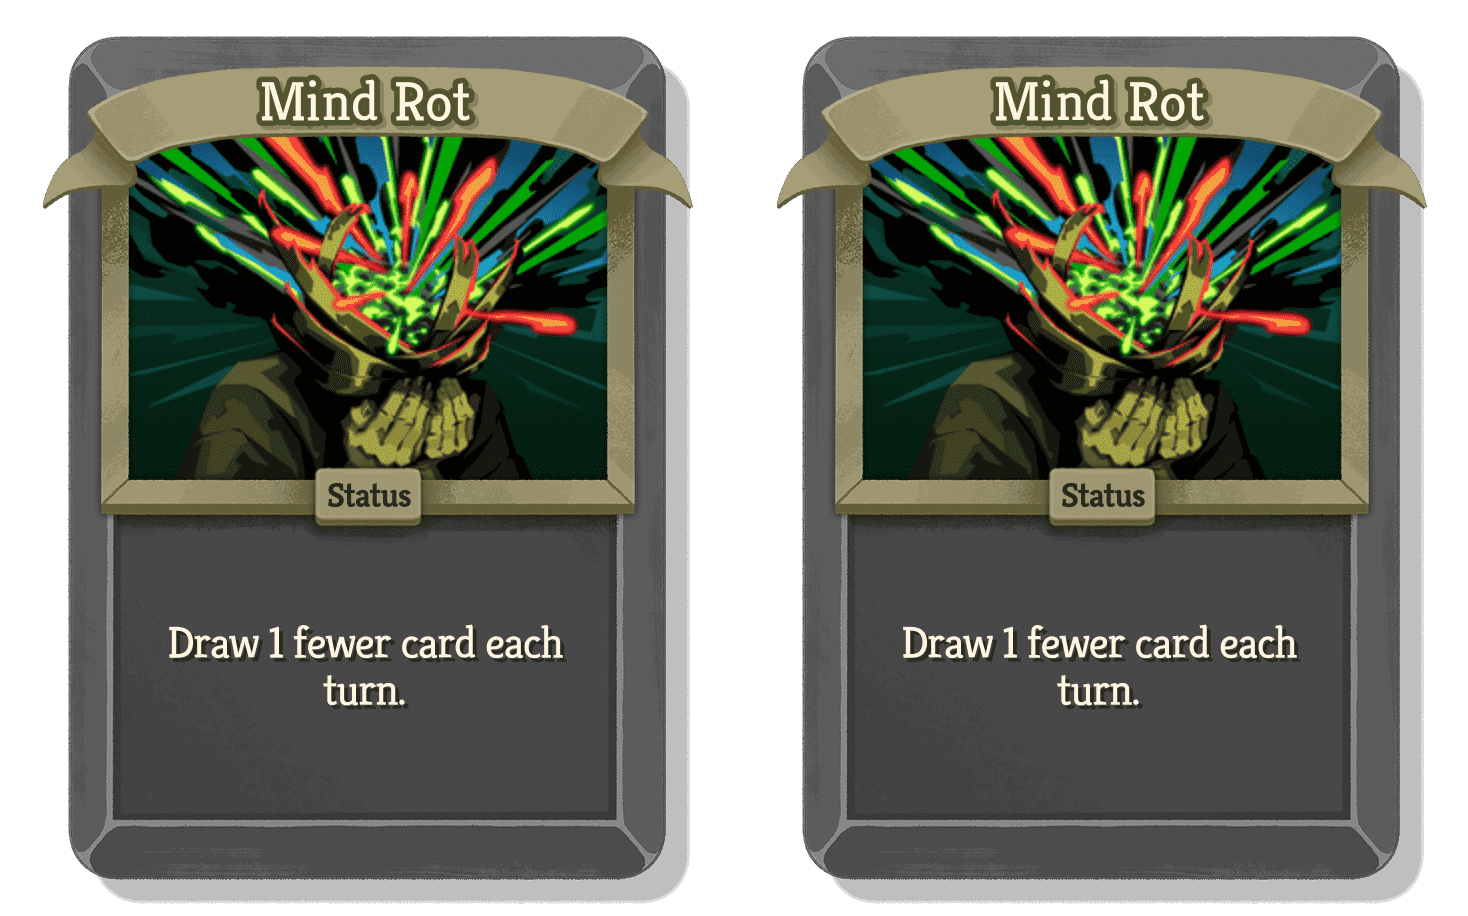 Mind Rot
Status
Draw 1 fewer card each
turn.
Mind Rot
Status
Draw 1 fewer card each
turn.